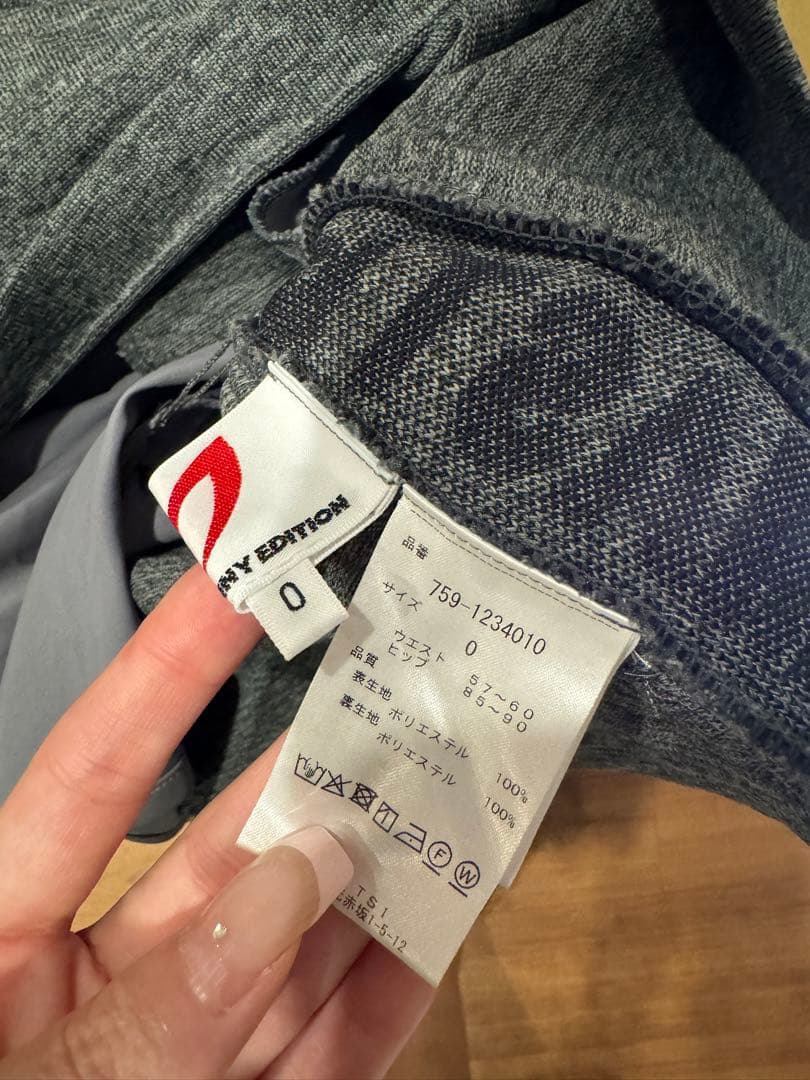 HY EDITION
0
品番
759-1234010
サイズ 0
ウエスト 57~60
ヒップ 85~90
品質
表生地 ポリエステル 100%
裏生地 ポリエステル 100%
F W
TSI
赤坂1-5-12